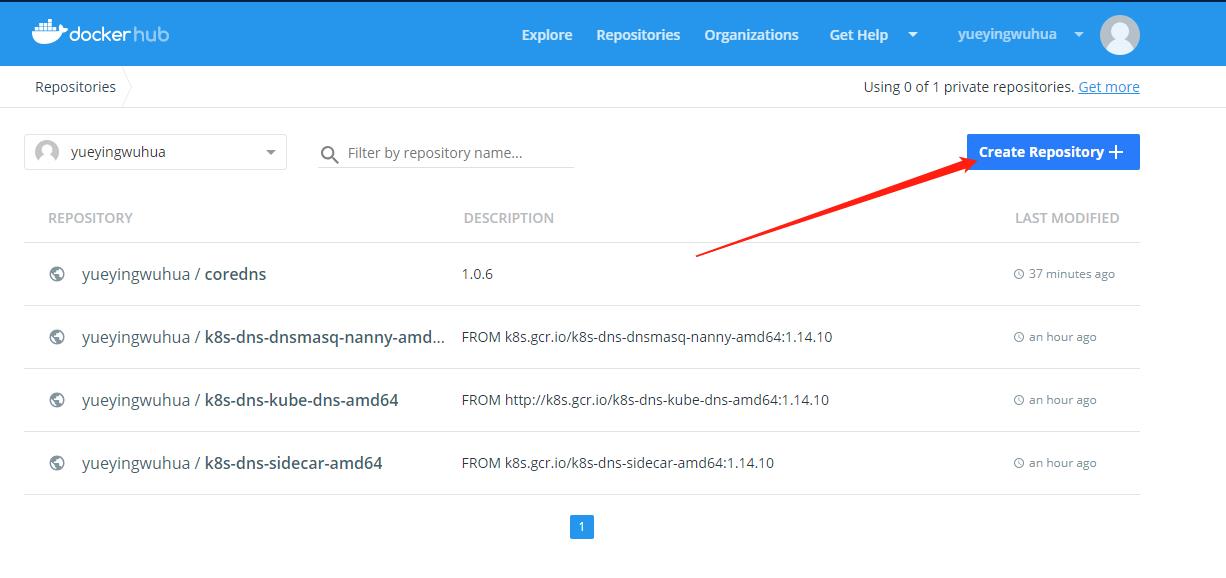 docker hub Explore Repositories Organizations Get Help yueyingwuhua
Repositories Using 0 of 1 private repositories. Get more
yueyingwuhua Filter by repository name... Create Repository +
REPOSITORY DESCRIPTION LAST MODIFIED
yueyingwuhua / coredns 1.0.6 37 minutes ago
yueyingwuhua / k8s-dns-dnsmasq-nanny-amd... FROM k8s.gcr.io/k8s-dns-dnsmasq-nanny-amd64:1.14.10 an hour ago
yueyingwuhua / k8s-dns-kube-dns-amd64 FROM http://k8s.gcr.io/k8s-dns-kube-dns-amd64:1.14.10 an hour ago
yueyingwuhua / k8s-dns-sidecar-amd64 FROM k8s.gcr.io/k8s-dns-sidecar-amd64:1.14.10 an hour ago
1